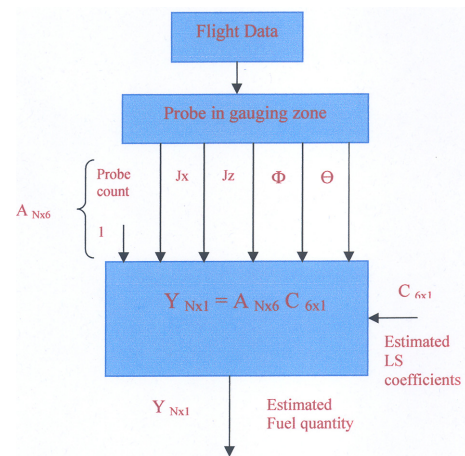 Flight Data
Probe in gauging zone
Probe
count
Jx
Jz
Φ
Θ
A Nx6
1
Y Nx1 = A Nx6 C 6x1
C 6x1
Estimated
LS
coefficients
Y Nx1
Estimated
Fuel quantity